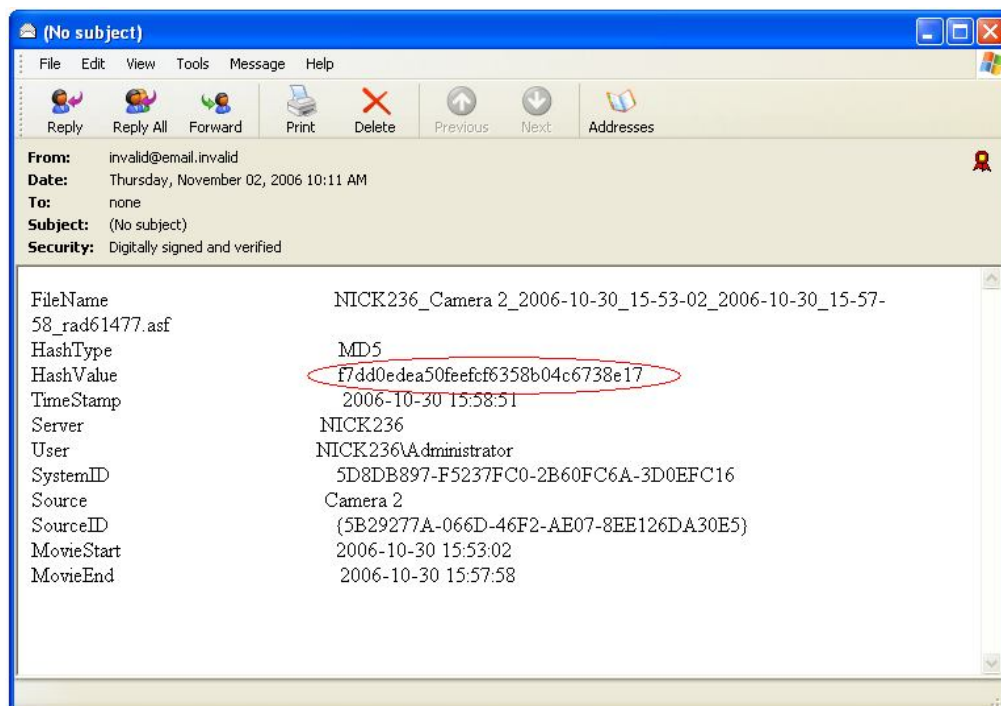 (No subject)
File Edit View Tools Message Help
Reply Reply All Forward Print Delete Previous Next Addresses
From: invalid@email.invalid
Date: Thursday, November 02, 2006 10:11 AM
To: none
Subject: (No subject)
Security: Digitally signed and verified
FileName NICK236_Camera 2_2006-10-30_15-53-02_2006-10-30_15-57-
58_rad61477.asf
HashType MD5
HashValue f7dd0edea50feefcf6358b04c6738e17
TimeStamp 2006-10-30 15:58:51
Server NICK236
User NICK236\Administrator
SystemID 5D8DB897-F5237FC0-2B60FC6A-3D0EFC16
Source Camera 2
SourceID {5B29277A-066D-46F2-AE07-8EE126DA30E5}
MovieStart 2006-10-30 15:53:02
MovieEnd 2006-10-30 15:57:58